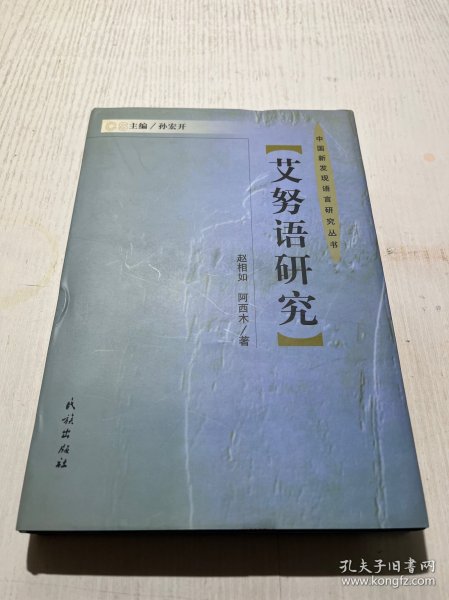 主编/孙宏开
中国新发现语言研究丛书
【艾努语研究】
赵相如 阿西木/著
民族出版社
孔夫子旧书网
www.kongfz.com